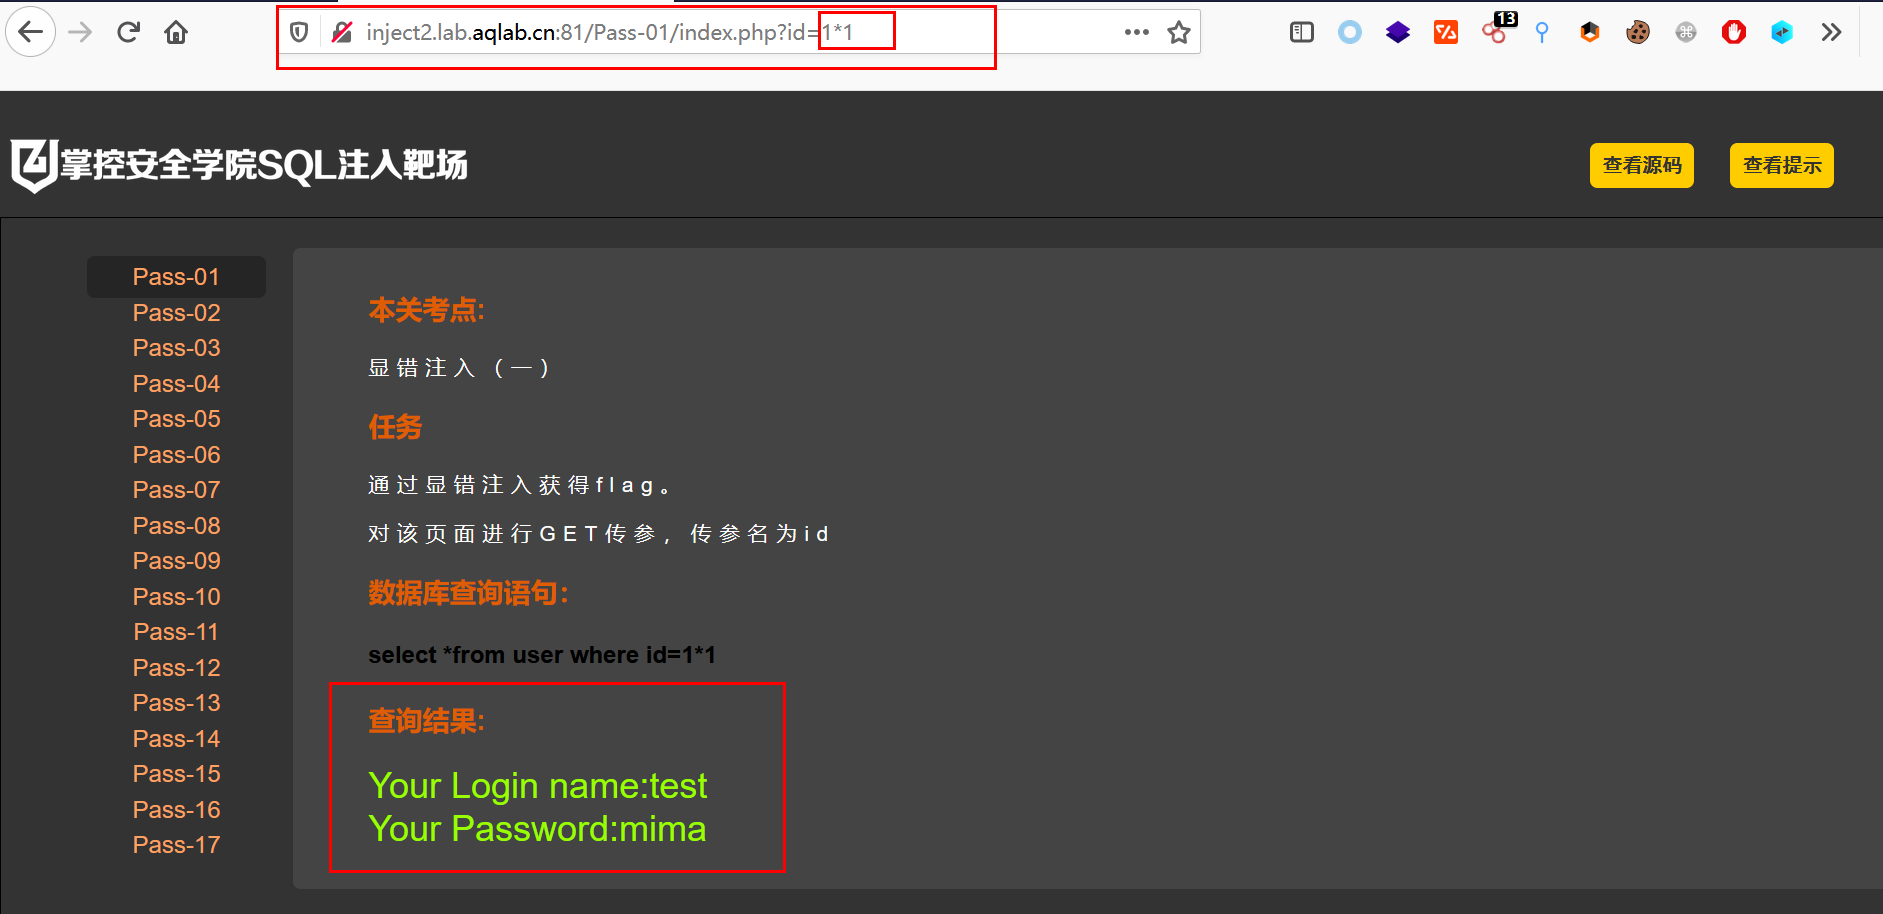 inject2.lab.aqlab.cn:81/Pass-01/index.php?id=1*1
13
掌控安全学院SQL注入靶场
查看源码
查看提示
Pass-01
Pass-02
Pass-03
Pass-04
Pass-05
Pass-06
Pass-07
Pass-08
Pass-09
Pass-10
Pass-11
Pass-12
Pass-13
Pass-14
Pass-15
Pass-16
Pass-17
本关考点:
显错注入（一）
任务
通过显错注入获得flag。
对该页面进行GET传参，传参名为id
数据库查询语句：
select *from user where id=1*1
查询结果:
Your Login name:test
Your Password:mima